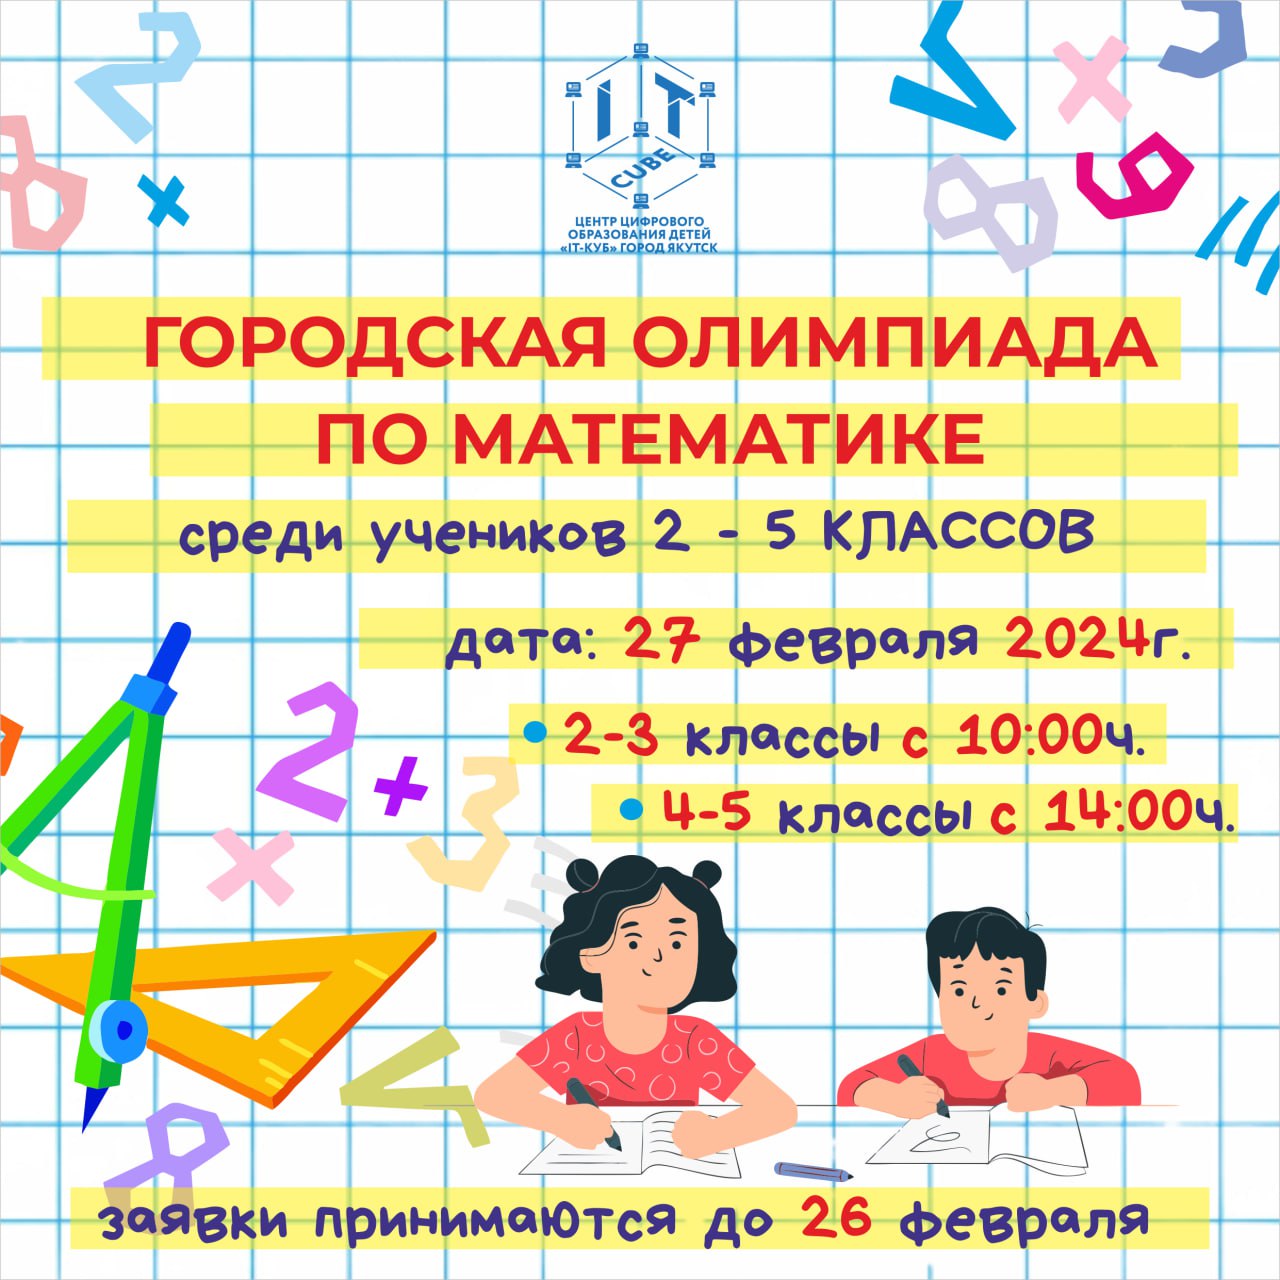 IT
CUBE
ЦЕНТР ЦИФРОВОГО
ОБРАЗОВАНИЯ ДЕТЕЙ
«IT-КУБ» ГОРОД ЯКУТСК
ГОРОДСКАЯ ОЛИМПИАДА
ПО МАТЕМАТИКЕ
среди учеников 2 - 5 КЛАССОВ
дата: 27 февраля 2024г.
• 2-3 классы с 10:00ч.
• 4-5 классы с 14:00ч.
заявки принимаются до 26 февраля